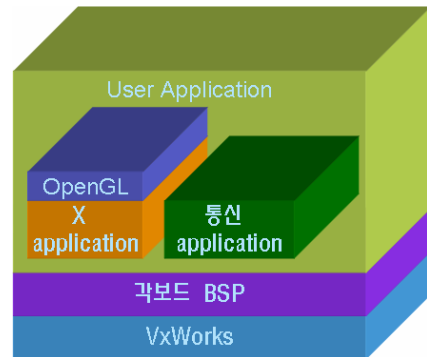 User Application
OpenGL
X
application
통신
application
각보드 BSP
VxWorks